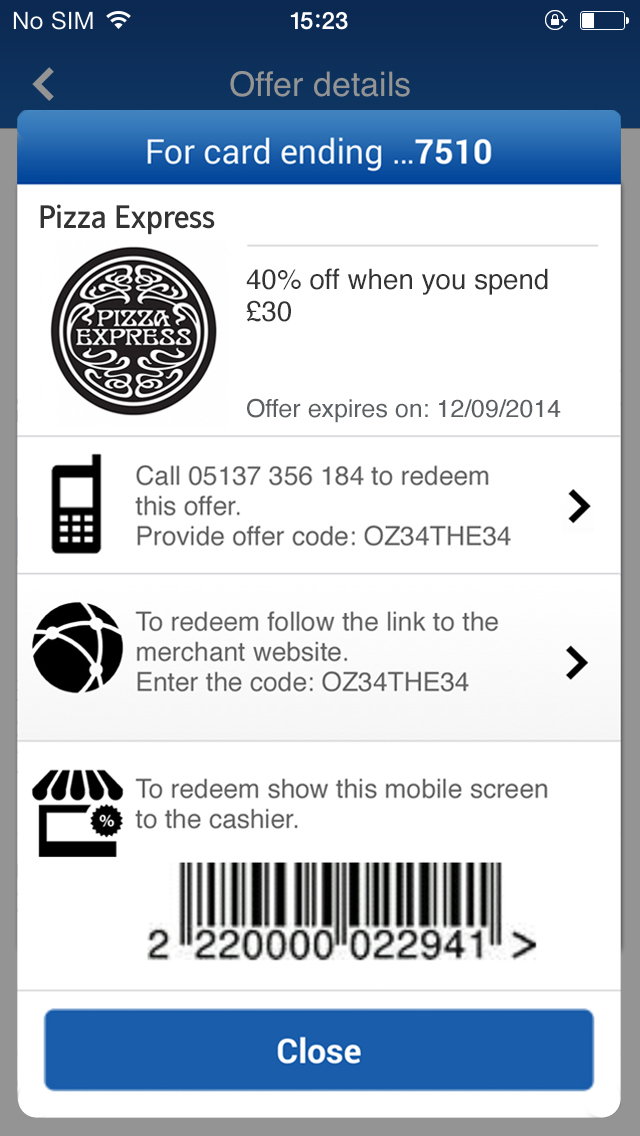 No SIM 15:23
Offer details
For card ending ...7510
Pizza Express
PIZZA
EXPRESS
40% off when you spend
£30
Offer expires on: 12/09/2014
Call 05137 356 184 to redeem
this offer.
Provide offer code: OZ34THE34
To redeem follow the link to the
merchant website.
Enter the code: OZ34THE34
%
To redeem show this mobile screen
to the cashier.
2 220000 022941 >
Close